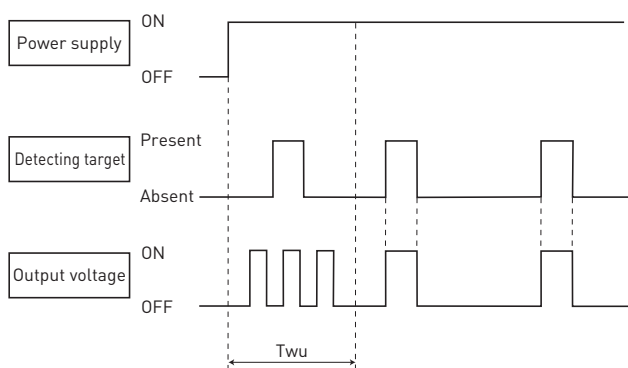 ON
Power supply
OFF
Present
Detecting target
Absent
ON
Output voltage
OFF
Twu